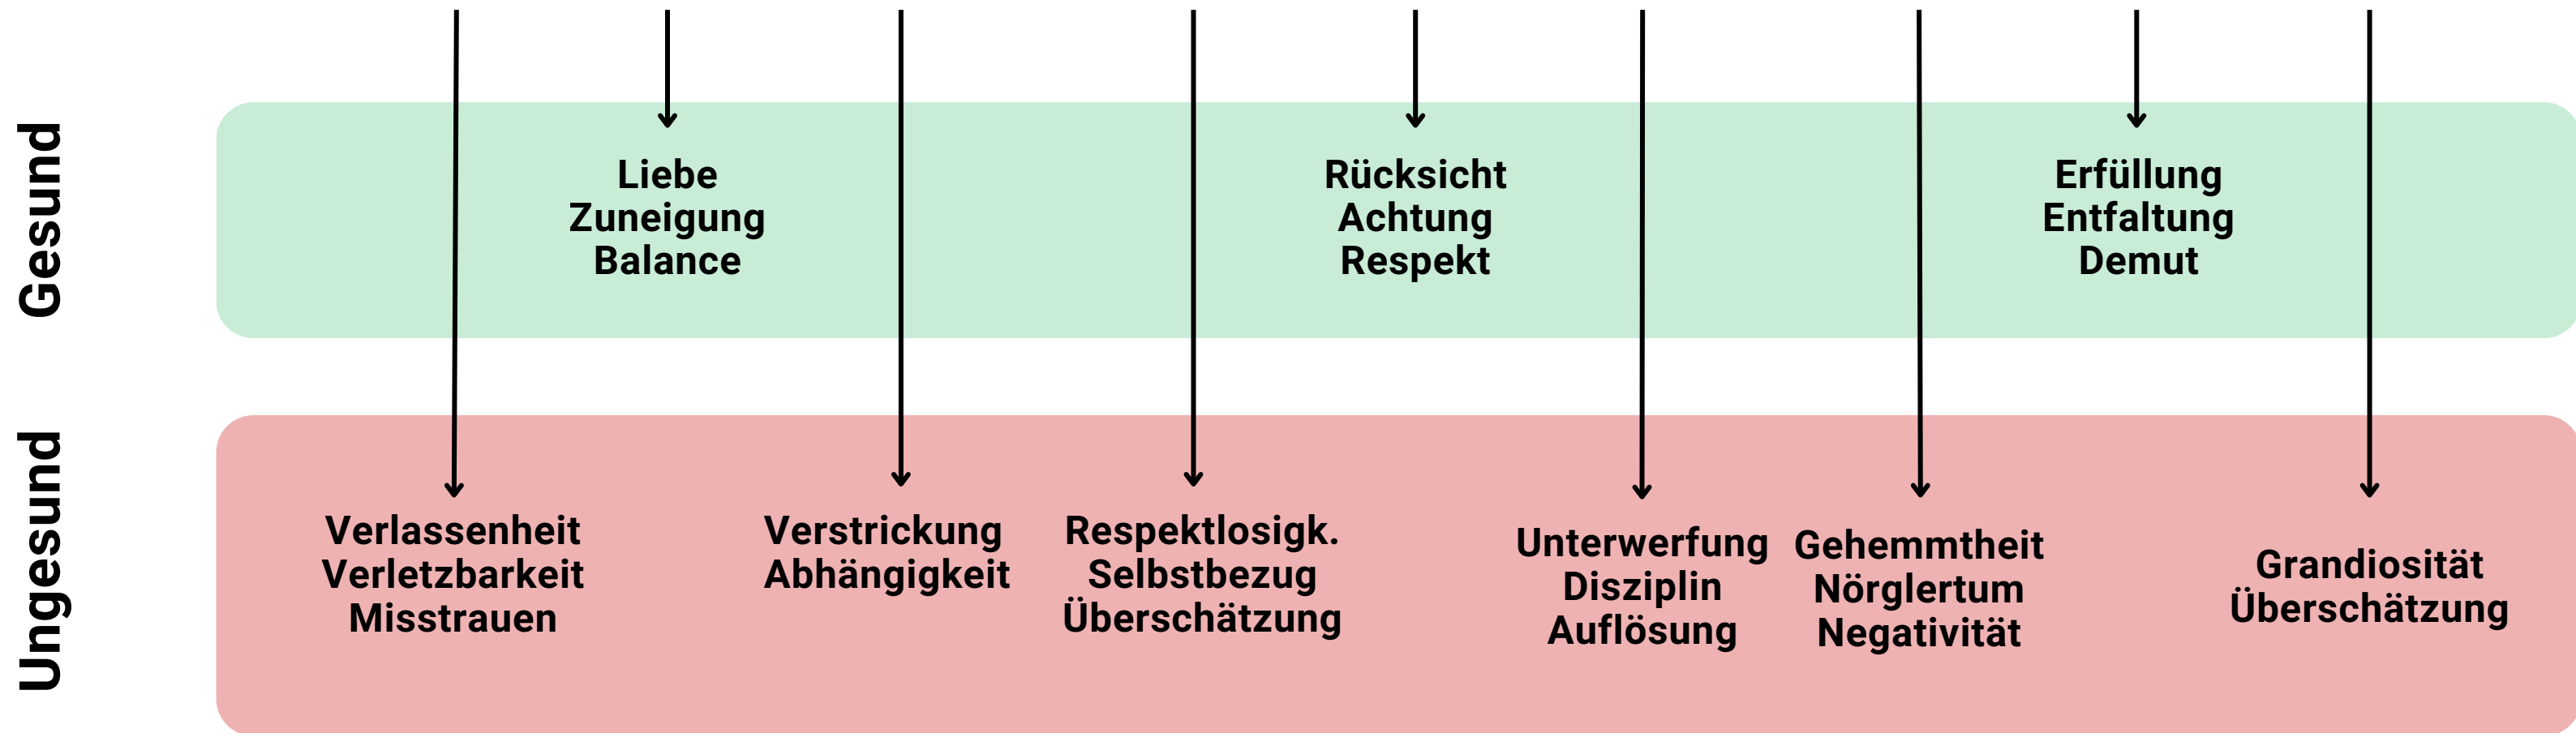 Gesund
Liebe
Zuneigung
Balance
Rücksicht
Achtung
Respekt
Erfüllung
Entfaltung
Demut
Ungesund
Verlassenheit
Verletzbarkeit
Misstrauen
Verstrickung
Abhängigkeit
Respektlosigk.
Selbstbezug
Überschätzung
Unterwerfung
Disziplin
Auflösung
Gehemmtheit
Nörglertum
Negativität
Grandiosität
Überschätzung